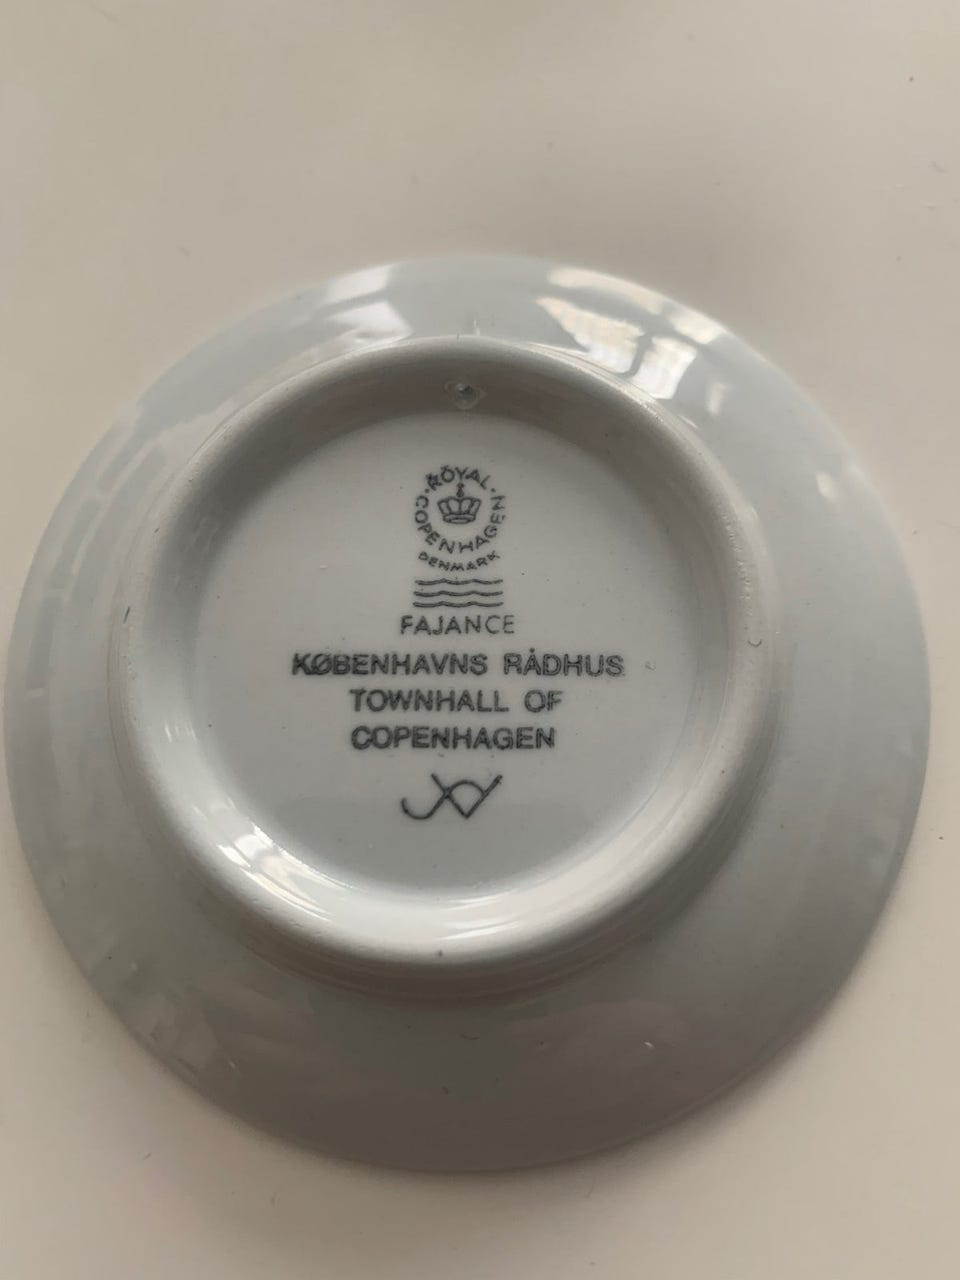 ROYAL
COPENHAGEN
DENMARK
FAJANCE
KØBENHAVNS RÅDHUS
TOWNHALL OF
COPENHAGEN